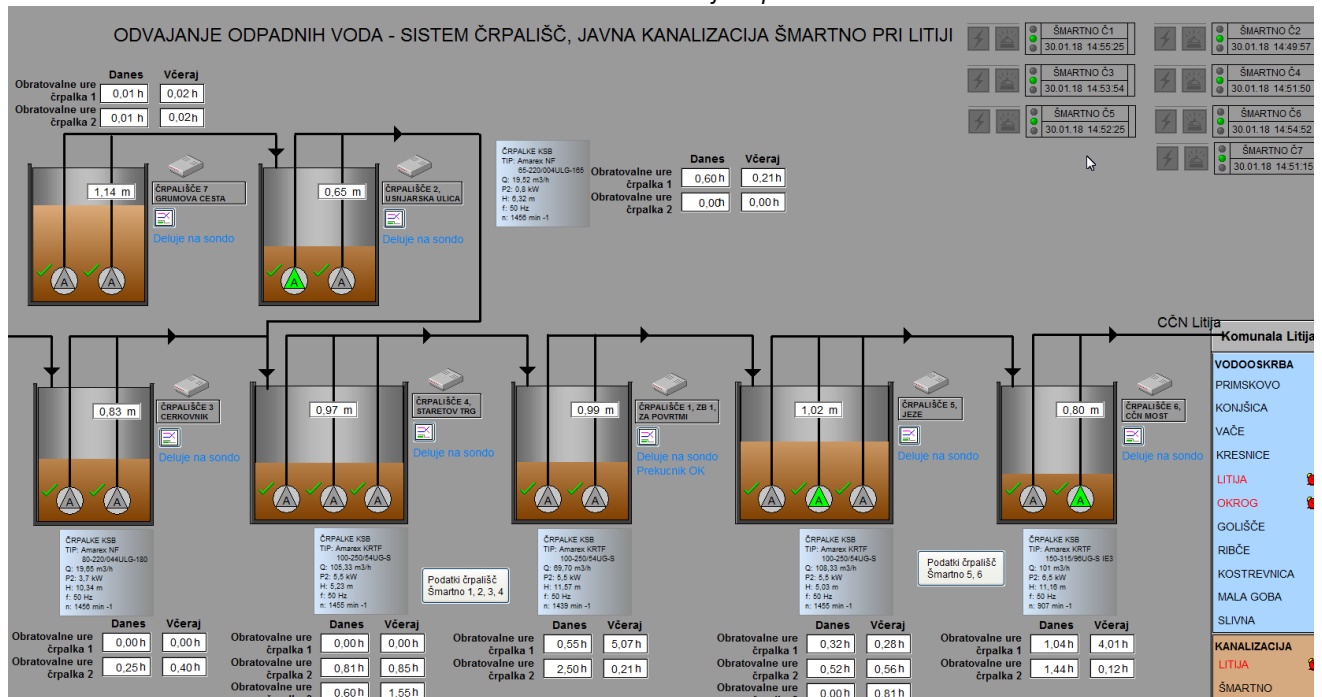 ODVAJANJE ODPADNIH VODA - SISTEM ČRPALIŠČ, JAVNA KANALIZACIJA ŠMARTNO PRI LITIJI
ŠMARTNO Č1
30.01.18 14:55:25
ŠMARTNO Č2
30.01.18 14:49:57
ŠMARTNO Č3
30.01.18 14:53:54
ŠMARTNO Č4
30.01.18 14:51:50
ŠMARTNO Č5
30.01.18 14:52:25
ŠMARTNO Č6
30.01.18 14:54:52
ŠMARTNO Č7
30.01.18 14:51:15
Danes Včeraj
Obratovalne ure
črpalka 1 0,01 h 0,02 h
Obratovalne ure
črpalka 2 0,01 h 0,02h
1,14 m
ČRPALIŠČE 7
GRUMOVA CESTA
Deluje na sondo
A A
0,65 m
ČRPALIŠČE 2,
USNJARSKA ULICA
Deluje na sondo
A A
ČRPALKE KSB
TIP: Amarex NF
65-220/004ULG-165
Q: 19,52 m3/h
P2: 0,8 kW
H: 6,32 m
f: 50 Hz
n: 1466 min -1
Danes Včeraj
Obratovalne ure
črpalka 1 0,60 h 0,21 h
Obratovalne ure
črpalka 2 0,00h 0,00 h
CČN Litija
0,83 m
ČRPALIŠČE 3
CERKOVNIK
Deluje na sondo
A A
0,97 m
ČRPALIŠČE 4,
STARETOV TRG
Deluje na sondo
A A A
0,99 m
ČRPALIŠČE 1, ZB 1,
ZA POVRTMI
Deluje na sondo
Prekucnik OK
A A
1,02 m
ČRPALIŠČE 5,
JEZE
Deluje na sondo
A A A
0,80 m
ČRPALIŠČE 6,
CČN MOST
Deluje na sondo
A A
ČRPALKE KSB
TIP: Amarex NF
80-220/044ULG-180
Q: 19,65 m3/h
P2: 3,7 kW
H: 10,34 m
f: 50 Hz
n: 1456 min -1
ČRPALKE KSB
TIP: Amarex KRTF
100-250/54UG-S
Q: 105,33 m3/h
P2: 5,5 kW
H: 5,23 m
f: 50 Hz
n: 1455 min -1
Podatki črpališč
Šmartno 1, 2, 3, 4
ČRPALKE KSB
TIP: Amarex KRTF
100-250/54UG-S
Q: 69,70 m3/h
P2: 5,5 kW
H: 11,57 m
f: 50 Hz
n: 1439 min -1
ČRPALKE KSB
TIP: Amarex KRTF
100-250/54UG-S
Q: 108,33 m3/h
P2: 5,5 kW
H: 5,03 m
f: 50 Hz
n: 1455 min -1
Podatki črpališč
Šmartno 5, 6
ČRPALKE KSB
TIP: Amarex KRTF
150-315/96UG-S IE3
Q: 101 m3/h
P2: 6,5 kW
H: 11,16 m
f: 50 Hz
n: 907 min -1
Danes Včeraj
Obratovalne ure
črpalka 1 0,00 h 0,00 h
Obratovalne ure
črpalka 2 0,25 h 0,40 h
Danes Včeraj
Obratovalne ure
črpalka 1 0,00 h 0,00 h
Obratovalne ure
črpalka 2 0,81 h 0,85 h
Obratovalne ure
0,60 h 1,55 h
Danes Včeraj
Obratovalne ure
črpalka 1 0,55 h 5,07 h
Obratovalne ure
črpalka 2 2,50 h 0,21 h
Danes Včeraj
Obratovalne ure
črpalka 1 0,32 h 0,28 h
Obratovalne ure
črpalka 2 0,52 h 0,56 h
Obratovalne ure
0,00 h 0,81 h
Danes Včeraj
Obratovalne ure
črpalka 1 1,04 h 4,01 h
Obratovalne ure
črpalka 2 1,44 h 0,12 h
Komunala Litija
VODOOSKRBA
PRIMSKOVO
KONJŠICA
VAČE
KRESNICE
LITIJA
OKROG
GOLIŠČE
RIBČE
KOSTREVNICA
MALA GOBA
SLIVNA
KANALIZACIJA
LITIJA
ŠMARTNO